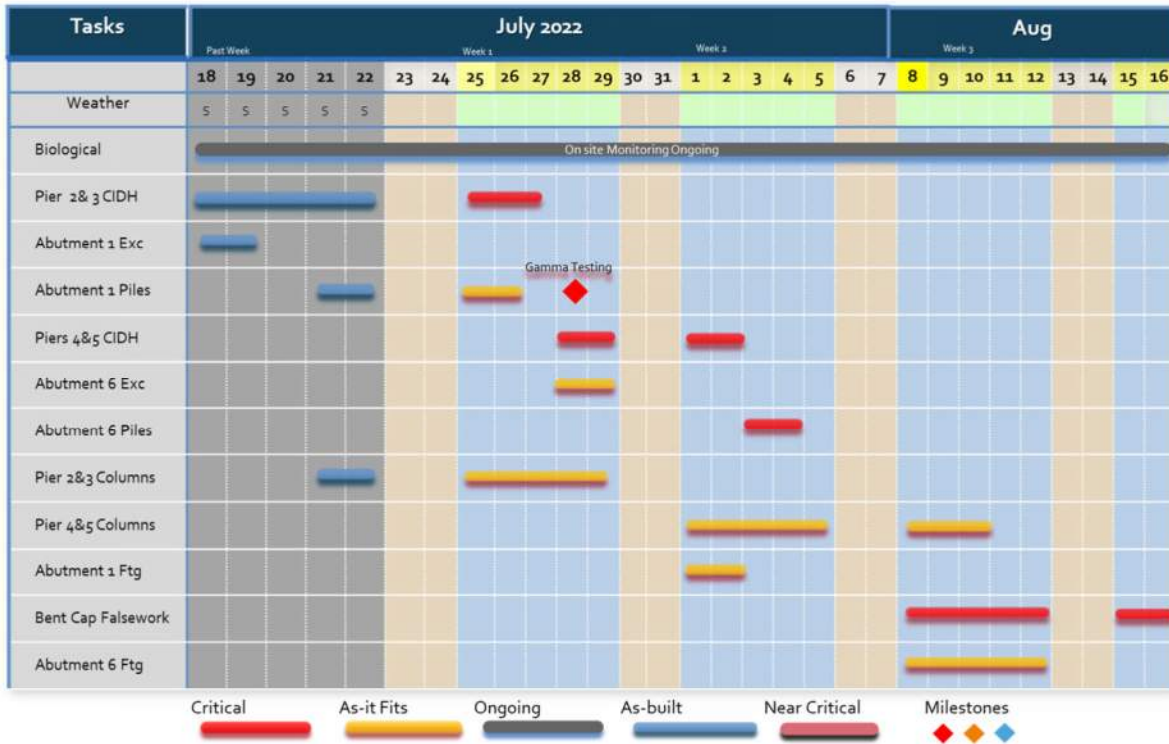 Tasks July 2022 Aug
Past Week Week 1 Week 2 Week 3
18 19 20 21 22 23 24 25 26 27 28 29 30 31 1 2 3 4 5 6 7 8 9 10 11 12 13 14 15 16
Weather S S S S S
Biological On site Monitoring Ongoing
Pier 2& 3 CIDH
Abutment 1 Exc
Gamma Testing
Abutment 1 Piles
Piers 4&5 CIDH
Abutment 6 Exc
Abutment 6 Piles
Pier 2&3 Columns
Pier 4&5 Columns
Abutment 1 Ftg
Bent Cap Falsework
Abutment 6 Ftg
Critical As-it Fits Ongoing As-built Near Critical Milestones